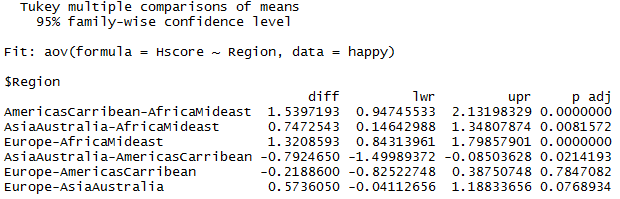 Tukey multiple comparisons of means
95% family-wise confidence level
Fit: aov(formula = Hscore ~ Region, data = happy)
$Region
diff lwr upr p adj
AmericasCarribean-AfricaMideast 1.5397193 0.94745533 2.13198329 0.0000000
AsiaAustralia-AfricaMideast 0.7472543 0.14642988 1.34807874 0.0081572
Europe-AfricaMideast 1.3208593 0.84313961 1.79857901 0.0000000
AsiaAustralia-AmericasCarribean -0.7924650 -1.49989372 -0.08503628 0.0214193
Europe-AmericasCarribean -0.2188600 -0.82522748 0.38750748 0.7847082
Europe-AsiaAustralia 0.5736050 -0.04112656 1.18833656 0.0768934